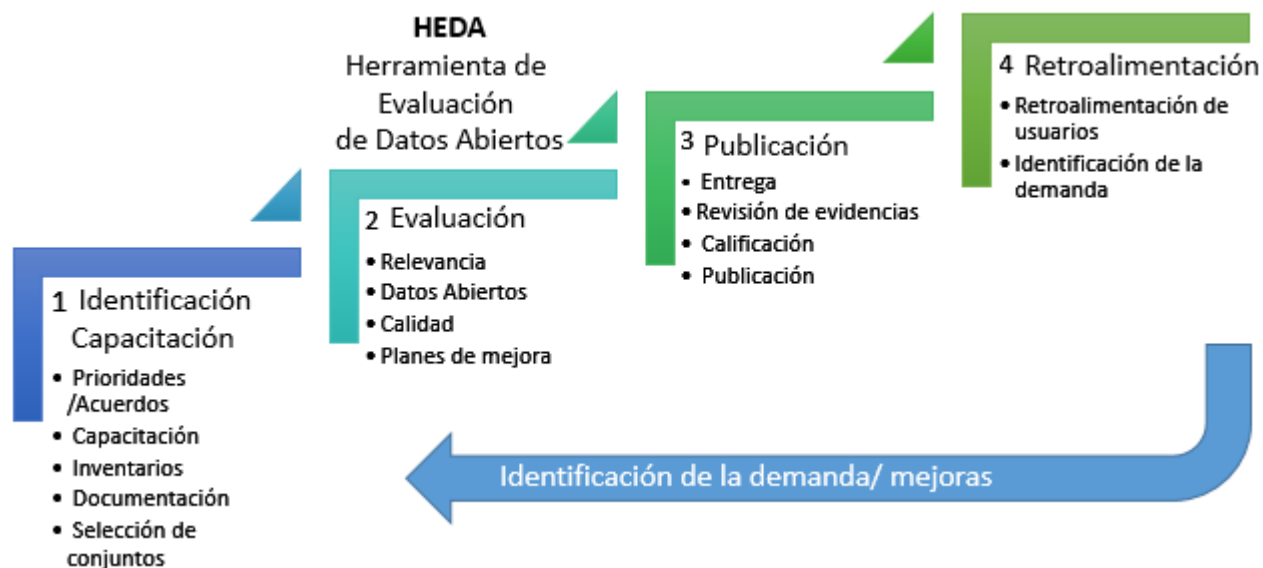 HEDA
Herramienta de
Evaluación
de Datos Abiertos
1 Identificación
Capacitación
• Prioridades
/Acuerdos
• Capacitación
• Inventarios
• Documentación
• Selección de
conjuntos
2 Evaluación
• Relevancia
• Datos Abiertos
• Calidad
• Planes de mejora
3 Publicación
• Entrega
• Revisión de evidencias
• Calificación
• Publicación
4 Retroalimentación
• Retroalimentación de
usuarios
• Identificación de la
demanda
Identificación de la demanda/ mejoras